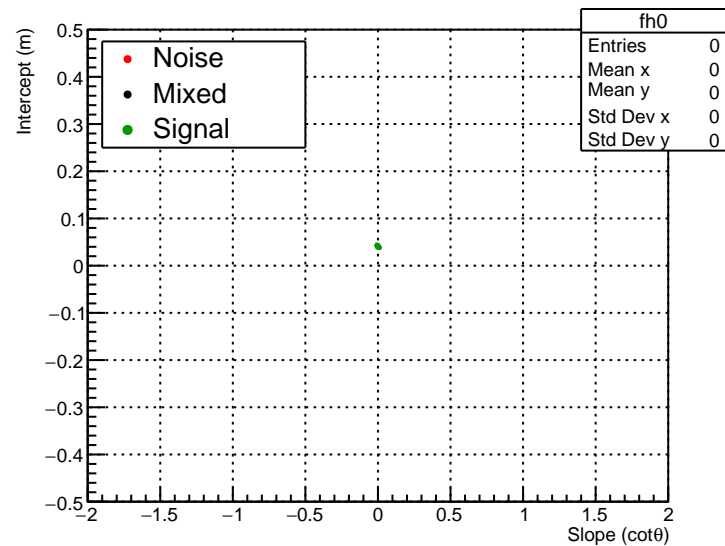 fh0
Entries 0
Mean x 0
Mean y 0
Std Dev x 0
Std Dev y 0
Noise
Mixed
Signal
Intercept (m)
0.5
0.4
0.3
0.2
0.1
0
−0.1
−0.2
−0.3
−0.4
−0.5
−2 −1.5 −1 −0.5 0 0.5 1 1.5 2
Slope (cotθ)